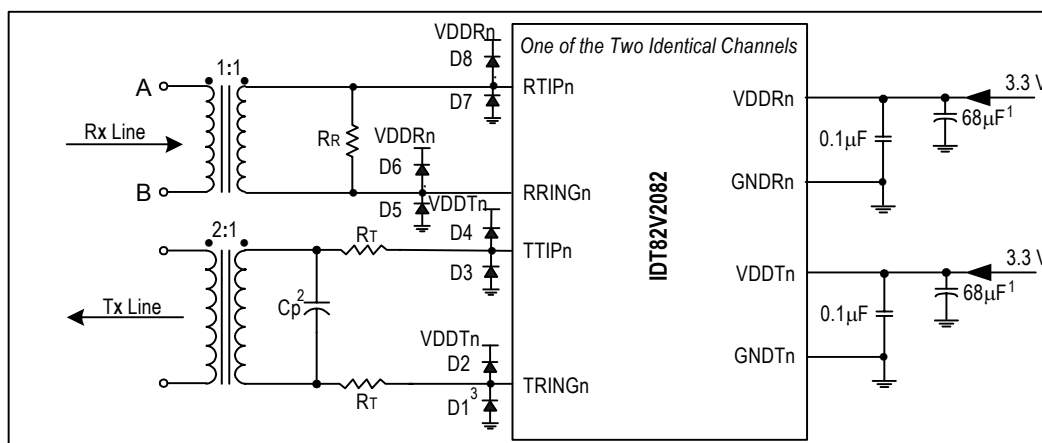 One of the Two Identical Channels
VDDRn
D8
1:1
A
RTIPn
D7
VDDRn
3.3 V
68μF1
Rx Line
RR
VDDRn
D6
0.1μF
B
RRINGn
D5
GNDRn
VDDTn
2:1
D4
RT
TTIPn
D3
IDT82V2082
VDDTn
3.3 V
68μF1
Tx Line
Cp2
0.1μF
VDDTn
D2
GNDTn
RT
TRINGn
D13